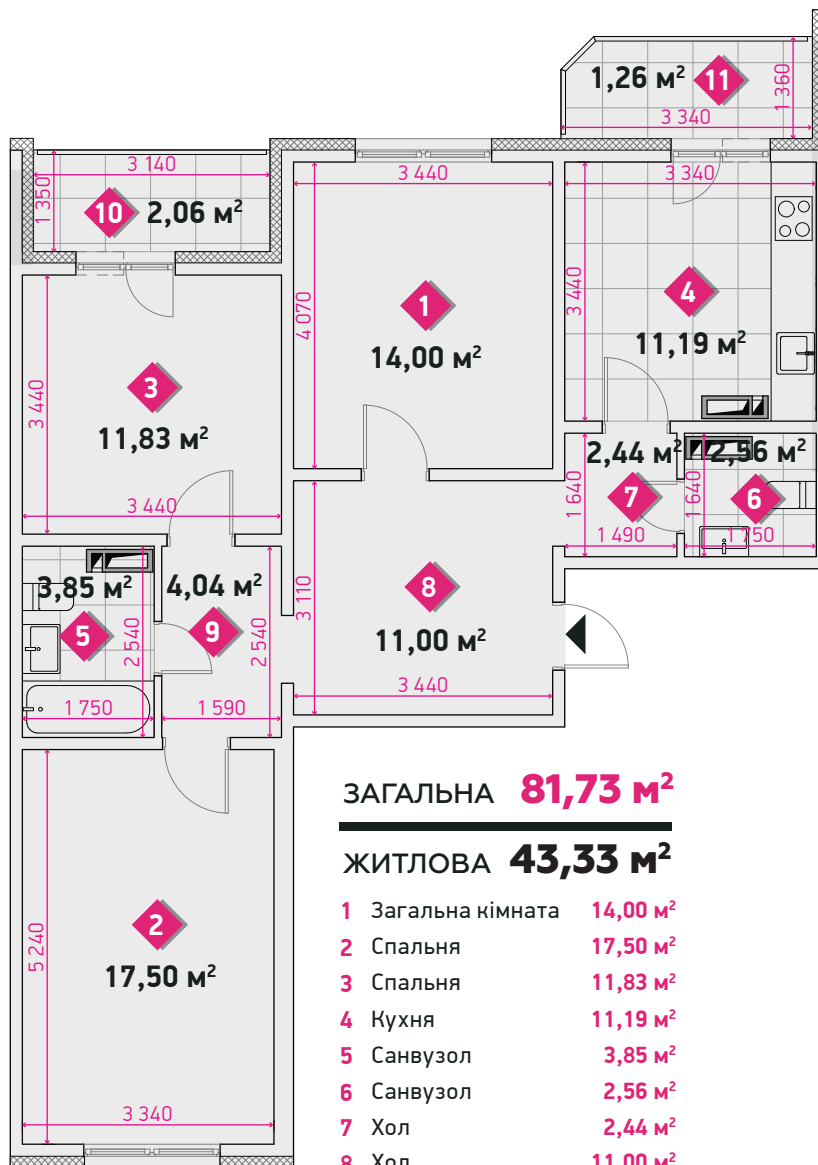 1,26 м² 11
1 360
3 340
3 140
1 350
10 2,06 м²
3 440
3 340
4 070
1
14,00 м²
3 440
4
11,19 м²
3 440
3
11,83 м²
3 440
2,44 м²
2,56 м²
1 640
7
1 490
1 640
6
1 750
3,85 м²
5
2 540
1 750
4,04 м²
9
2 540
1 590
3 110
8
11,00 м²
3 440
5 240
2
17,50 м²
3 340
ЗАГАЛЬНА 81,73 м²
ЖИТЛОВА 43,33 м²
1 Загальна кімната 14,00 м²
2 Спальня 17,50 м²
3 Спальня 11,83 м²
4 Кухня 11,19 м²
5 Санвузол 3,85 м²
6 Санвузол 2,56 м²
7 Хол 2,44 м²
8 Хол 11,00 м²